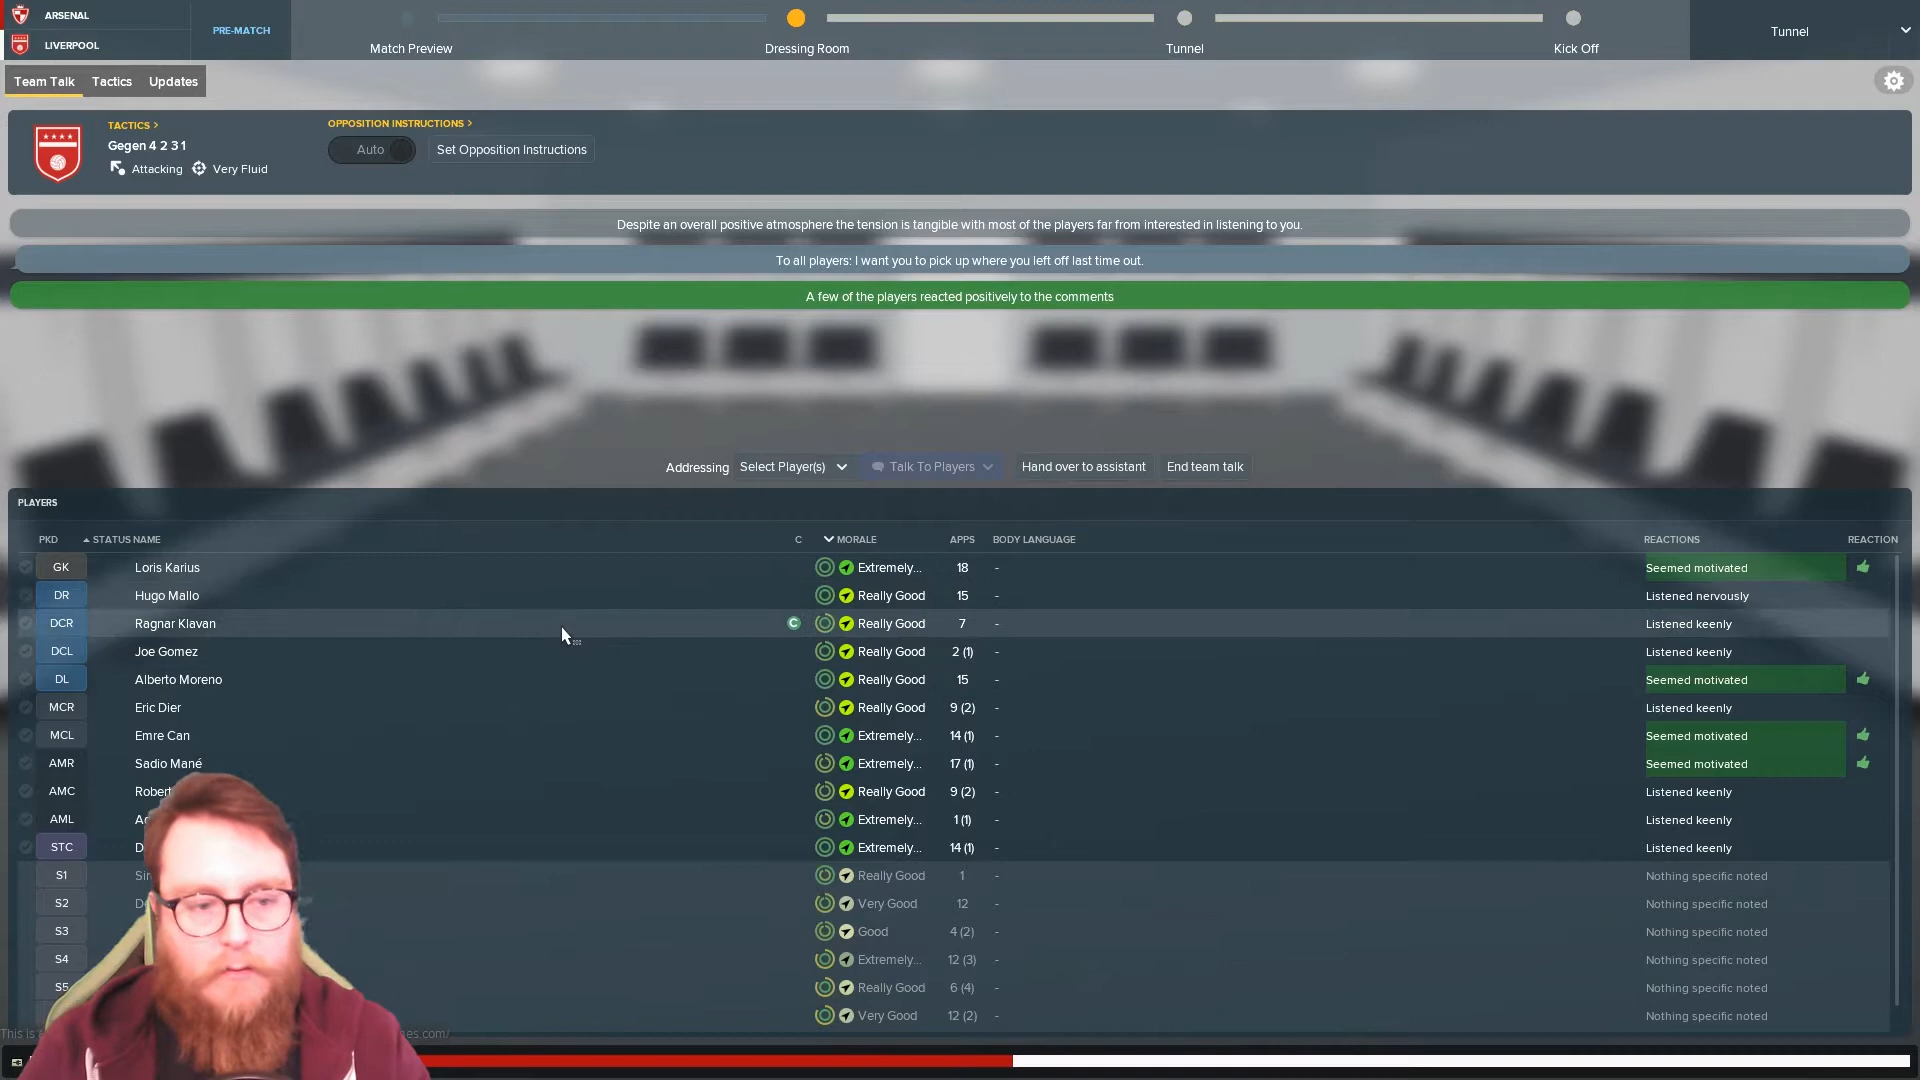 ARSENAL
LIVERPOOL
PRE-MATCH
Match Preview
Dressing Room
Tunnel
Kick Off
Tunnel
Team Talk
Tactics
Updates
TACTICS >
Gegen 4 2 3 1
Attacking
Very Fluid
OPPOSITION INSTRUCTIONS >
Auto
Set Opposition Instructions
Despite an overall positive atmosphere the tension is tangible with most of the players far from interested in listening to you.
To all players: I want you to pick up where you left off last time out.
A few of the players reacted positively to the comments
Addressing
Select Player(s)
Talk To Players
Hand over to assistant
End team talk
PLAYERS
PKD STATUS NAME C MORALE APPS BODY LANGUAGE REACTIONS REACTION
GK Loris Karius Extremely... 18 - Seemed motivated
DR Hugo Mallo Really Good 15 - Listened nervously
DCR Ragnar Klavan C Really Good 7 - Listened keenly
DCL Joe Gomez Really Good 2 (1) - Listened keenly
DL Alberto Moreno Really Good 15 - Seemed motivated
MCR Eric Dier Really Good 9 (2) - Listened keenly
MCL Emre Can Extremely... 14 (1) - Seemed motivated
AMR Sadio Mané Extremely... 17 (1) - Seemed motivated
AMC Really Good 9 (2) - Listened keenly
AML Extremely... 1 (1) - Listened keenly
STC Extremely... 14 (1) - Listened keenly
S1 Really Good 1 - Nothing specific noted
S2 Very Good 12 - Nothing specific noted
S3 Good 4 (2) - Nothing specific noted
S4 Extremely... 12 (3) - Nothing specific noted
S5 Really Good 6 (4) - Nothing specific noted
Very Good 12 (2) - Nothing specific noted
This is